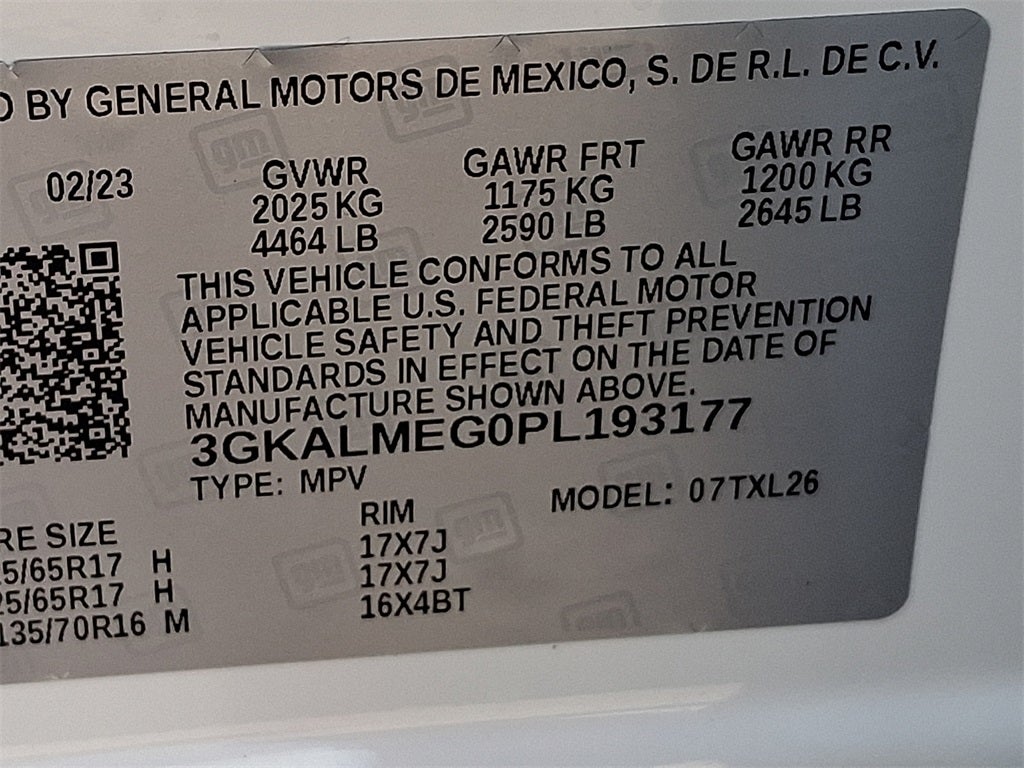 BY GENERAL MOTORS DE MEXICO, S. DE R.L. DE C.V.
02/23 GVWR GAWR FRT GAWR RR
2025 KG 1175 KG 1200 KG
4464 LB 2590 LB 2645 LB
THIS VEHICLE CONFORMS TO ALL
APPLICABLE U.S. FEDERAL MOTOR
VEHICLE SAFETY AND THEFT PREVENTION
STANDARDS IN EFFECT ON THE DATE OF
MANUFACTURE SHOWN ABOVE.
3GKALMEG0PL193177
TYPE: MPV MODEL: 07TXL26
RE SIZE RIM
5/65R17 H 17X7J
25/65R17 H 17X7J
135/70R16 M 16X4BT